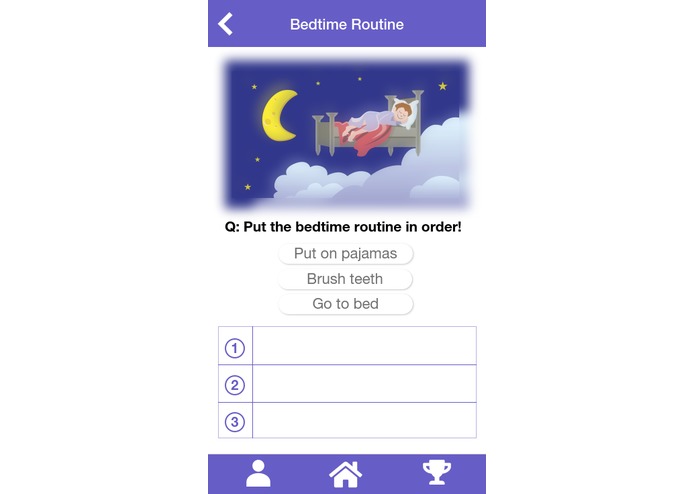 Bedtime Routine
Q: Put the bedtime routine in order!
Put on pajamas
Brush teeth
Go to bed
1
2
3